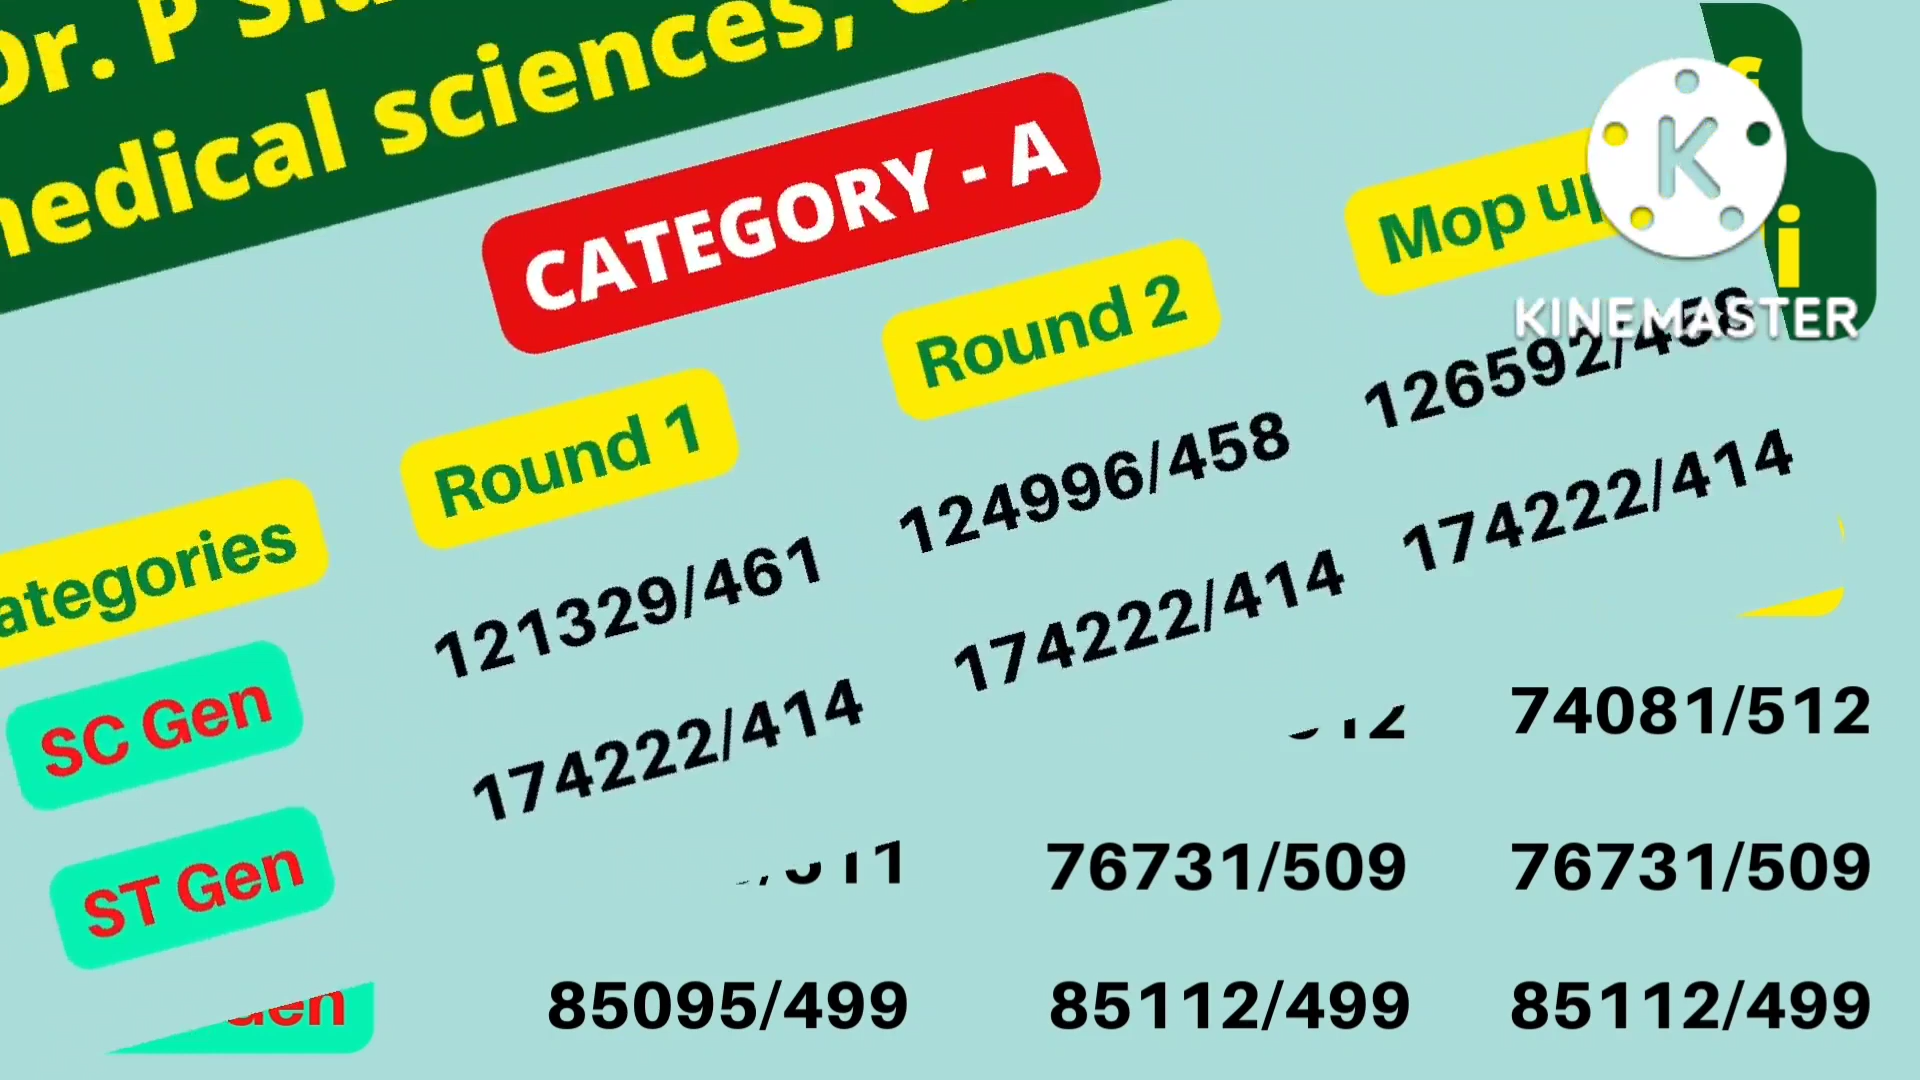 Dr. P
medical sciences,
CATEGORY - A
Round 1
Round 2
Mop up
KINEMASTER
SC Gen
121329/461
124996/458
126592/458
ST Gen
174222/414
174222/414
174222/414
74081/512
76731/509
76731/509
85095/499
85112/499
85112/499